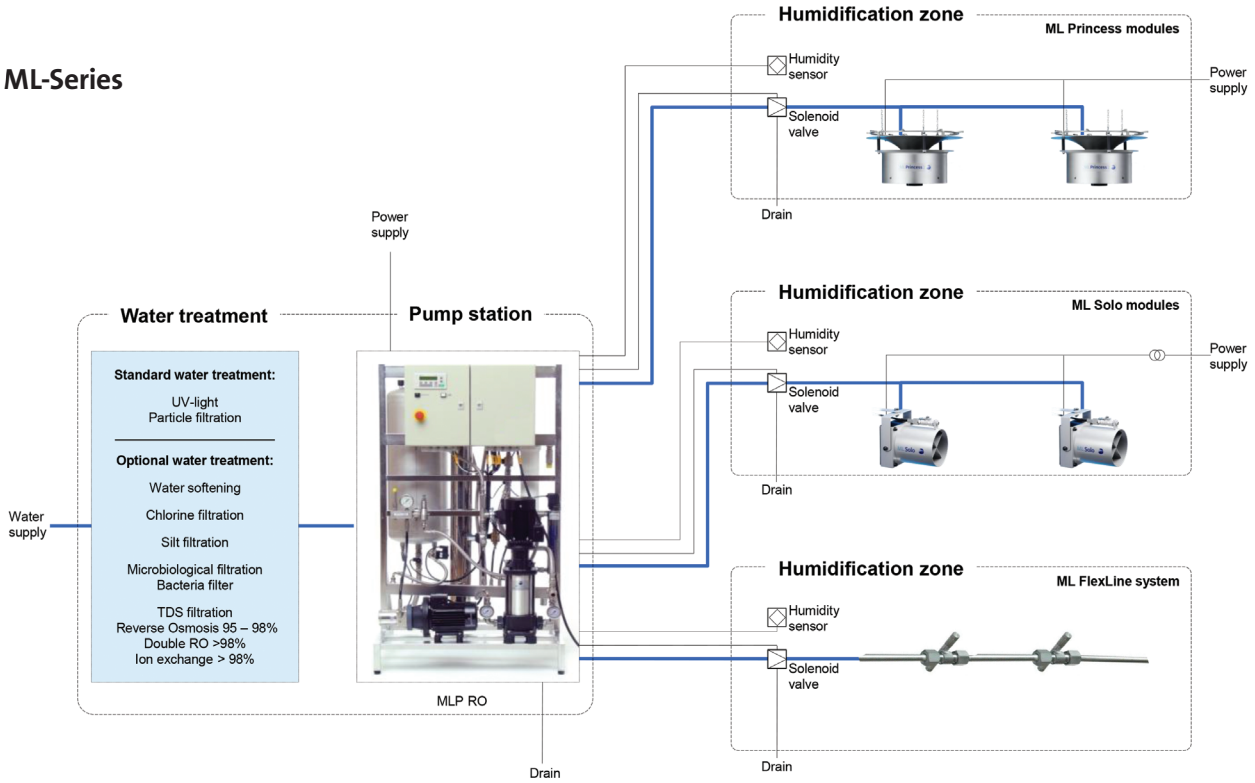 ML-Series
Water treatment
Standard water treatment:
UV-light
Particle filtration
Optional water treatment:
Water softening
Chlorine filtration
Silt filtration
Microbiological filtration
Bacteria filter
TDS filtration
Reverse Osmosis 95 – 98%
Double RO >98%
Ion exchange > 98%
Water
supply
Power
supply
Pump station
MLP RO
Drain
Humidification zone
ML Princess modules
Humidity
sensor
Solenoid
valve
Power
supply
Drain
Humidification zone
ML Solo modules
Humidity
sensor
Solenoid
valve
Solo
Solo
Power
supply
Drain
Humidification zone
ML FlexLine system
Humidity
sensor
Solenoid
valve
Drain